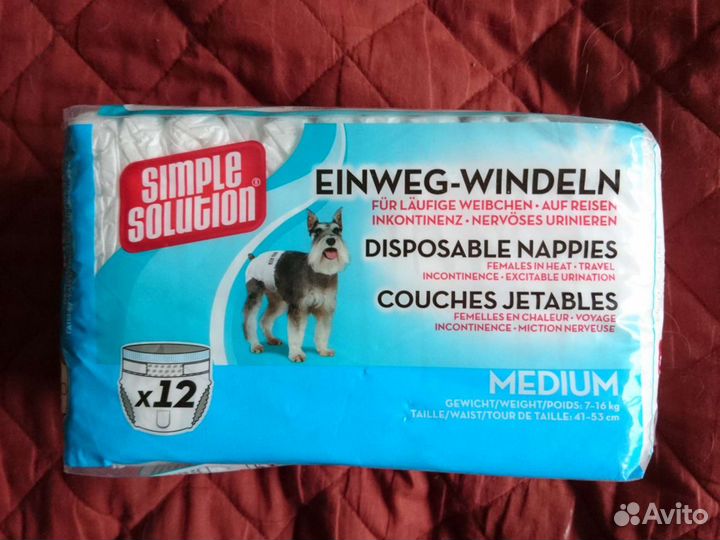 SIMPLE
SOLUTION®
EINWEG-WINDELN
FÜR LÄUFIGE WEIBCHEN • AUF REISEN
INKONTINENZ • NERVÖSES URINIEREN
DISPOSABLE NAPPIES
FEMALES IN HEAT • TRAVEL
INCONTINENCE • EXCITABLE URINATION
COUCHES JETABLES
FEMELLES EN CHALEUR • VOYAGE
INCONTINENCE • MICTION NERVEUSE
x12
MEDIUM
GEWICHT/WEIGHT/POIDS: 7-16 kg
TAILLE/WAIST/TOUR DE TAILLE: 41-53 cm
Avito